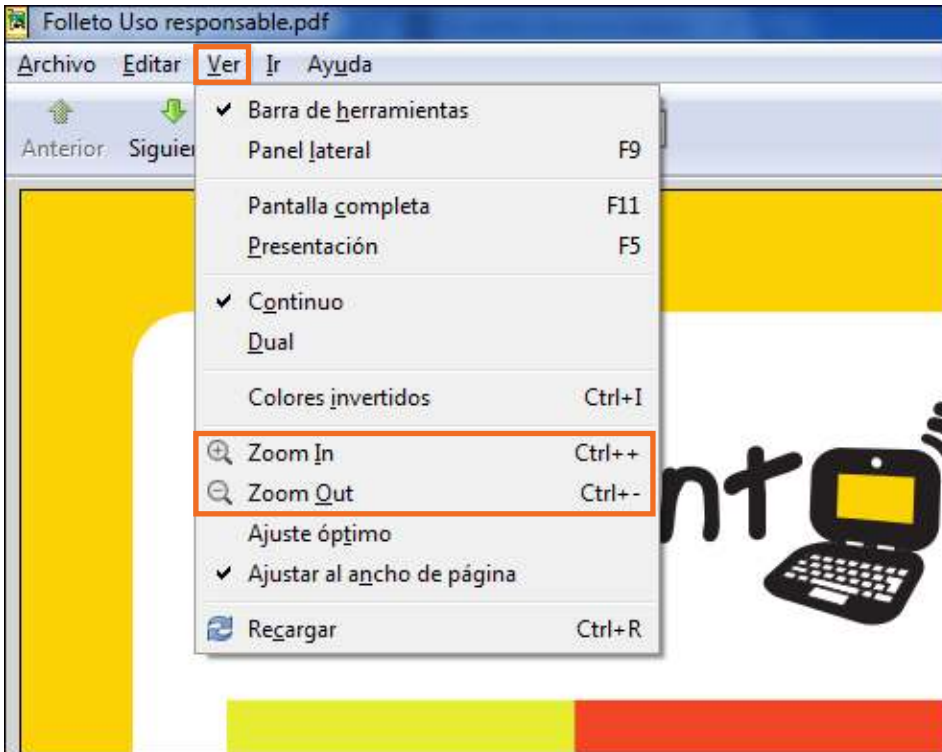 Folleto Uso responsable.pdf
Archivo Editar Ver Ir Ayuda
Anterior
Barra de herramientas
Panel lateral F9
Pantalla completa F11
Presentación F5
Continuo
Dual
Colores invertidos Ctrl+I
Zoom In Ctrl++
Zoom Out Ctrl+-
Ajuste óptimo
Ajustar al ancho de página
Recargar Ctrl+R